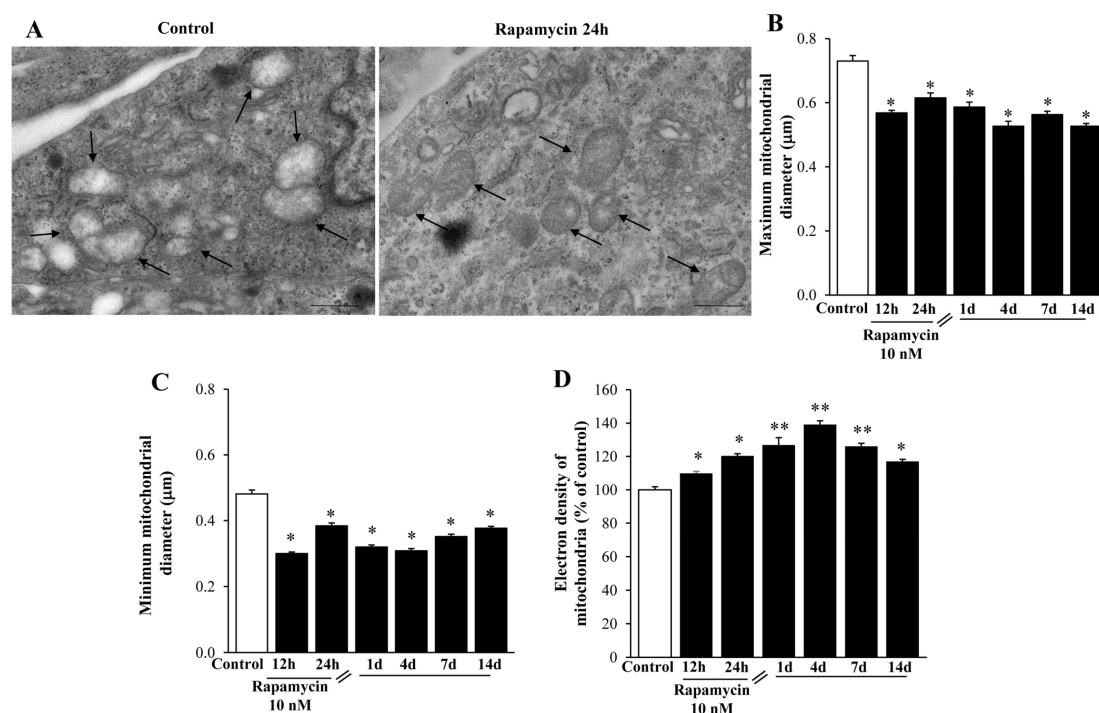 A
Control
Rapamycin 24h
B
Maximum mitochondrial
diameter (µm)
0.8
0.6
0.4
0.2
0.0
Control
12h 24h 1d 4d 7d 14d
* * * * * *
Rapamycin
10 nM
C
Minimum mitochondrial
diameter (µm)
0.8
0.6
0.4
0.2
0.0
Control
12h 24h 1d 4d 7d 14d
* * * * * *
Rapamycin
10 nM
D
Electron density of
mitochondria (% of control)
160
140
120
100
80
60
40
20
0
Control
12h 24h 1d 4d 7d 14d
* * ** ** ** *
Rapamycin
10 nM